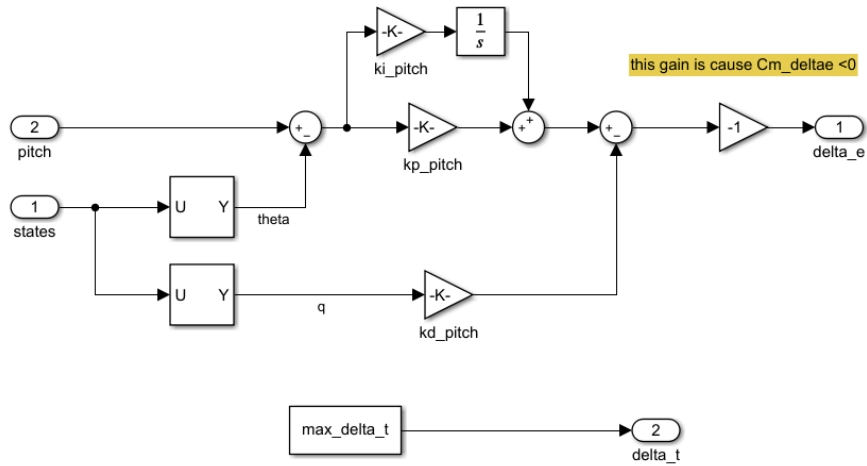 -K-
ki_pitch
1
s
this gain is cause Cm_deltae <0
2
pitch
+
_
-K-
kp_pitch
+
+
+
_
-1
1
delta_e
1
states
U Y
theta
U Y
q
-K-
kd_pitch
max_delta_t
2
delta_t